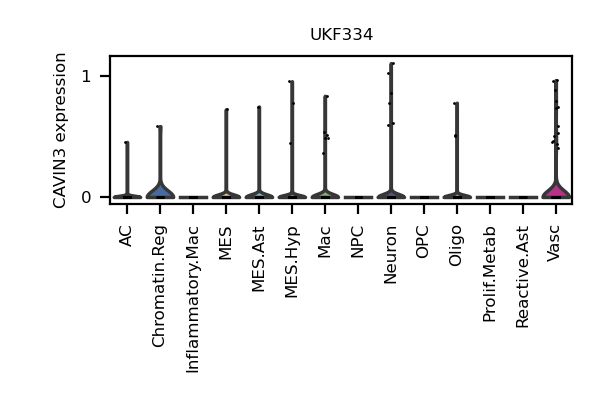 UKF334
CAVIN3 expression
1
0
AC
Chromatin.Reg
Inflammatory.Mac
MES
MES.Ast
MES.Hyp
Mac
NPC
Neuron
OPC
Oligo
Prolif.Metab
Reactive.Ast
Vasc